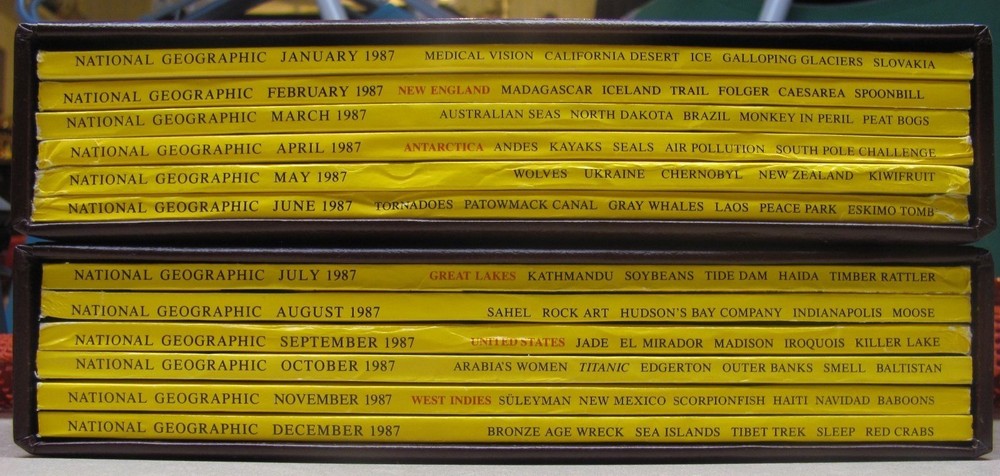 NATIONAL GEOGRAPHIC JANUARY 1987 MEDICAL VISION CALIFORNIA DESERT ICE GALLOPING GLACIERS SLOVAKIA
NATIONAL GEOGRAPHIC FEBRUARY 1987 NEW ENGLAND MADAGASCAR ICELAND TRAIL FOLGER CAESAREA SPOONBILL
NATIONAL GEOGRAPHIC MARCH 1987 AUSTRALIAN SEAS NORTH DAKOTA BRAZIL MONKEY IN PERIL PEAT BOGS
NATIONAL GEOGRAPHIC APRIL 1987 ANTARCTICA ANDES KAYAKS SEALS AIR POLLUTION SOUTH POLE CHALLENGE
NATIONAL GEOGRAPHIC MAY 1987 WOLVES UKRAINE CHERNOBYL NEW ZEALAND KIWIFRUIT
NATIONAL GEOGRAPHIC JUNE 1987 TORNADOES PATOWMACK CANAL GRAY WHALES LAOS PEACE PARK ESKIMO TOMB
NATIONAL GEOGRAPHIC JULY 1987 GREAT LAKES KATHMANDU SOYBEANS TIDE DAM HAIDA TIMBER RATTLER
NATIONAL GEOGRAPHIC AUGUST 1987 SAHEL ROCK ART HUDSON'S BAY COMPANY INDIANAPOLIS MOOSE
NATIONAL GEOGRAPHIC SEPTEMBER 1987 UNITED STATES JADE EL MIRADOR MADISON IROQUOIS KILLER LAKE
NATIONAL GEOGRAPHIC OCTOBER 1987 ARABIA'S WOMEN TITANIC EDGERTON OUTER BANKS SMELL BALTISTAN
NATIONAL GEOGRAPHIC NOVEMBER 1987 WEST INDIES SÜLEYMAN NEW MEXICO SCORPIONFISH HAITI NAVIDAD BABOONS
NATIONAL GEOGRAPHIC DECEMBER 1987 BRONZE AGE WRECK SEA ISLANDS TIBET TREK SLEEP RED CRABS